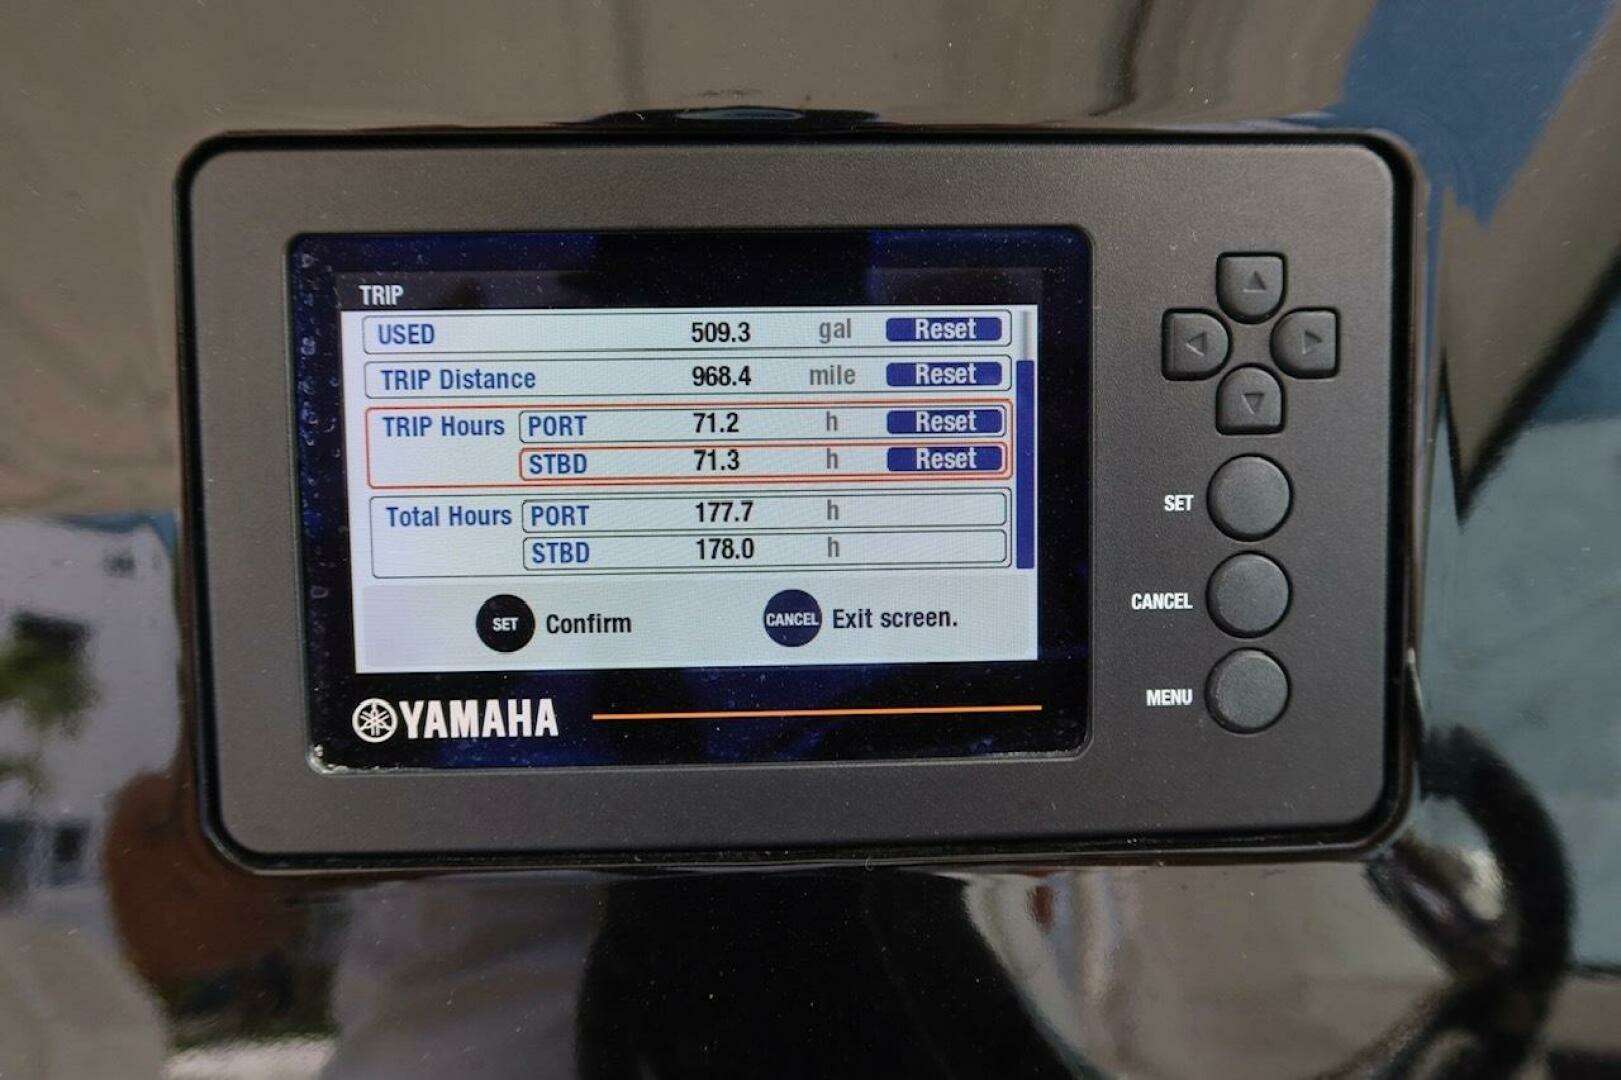 TRIP
USED 509.3 gal Reset
TRIP Distance 968.4 mile Reset
TRIP Hours PORT 71.2 h Reset
STBD 71.3 h Reset
Total Hours PORT 177.7 h
STBD 178.0 h
SET Confirm CANCEL Exit screen.
YAMAHA
SET
CANCEL
MENU